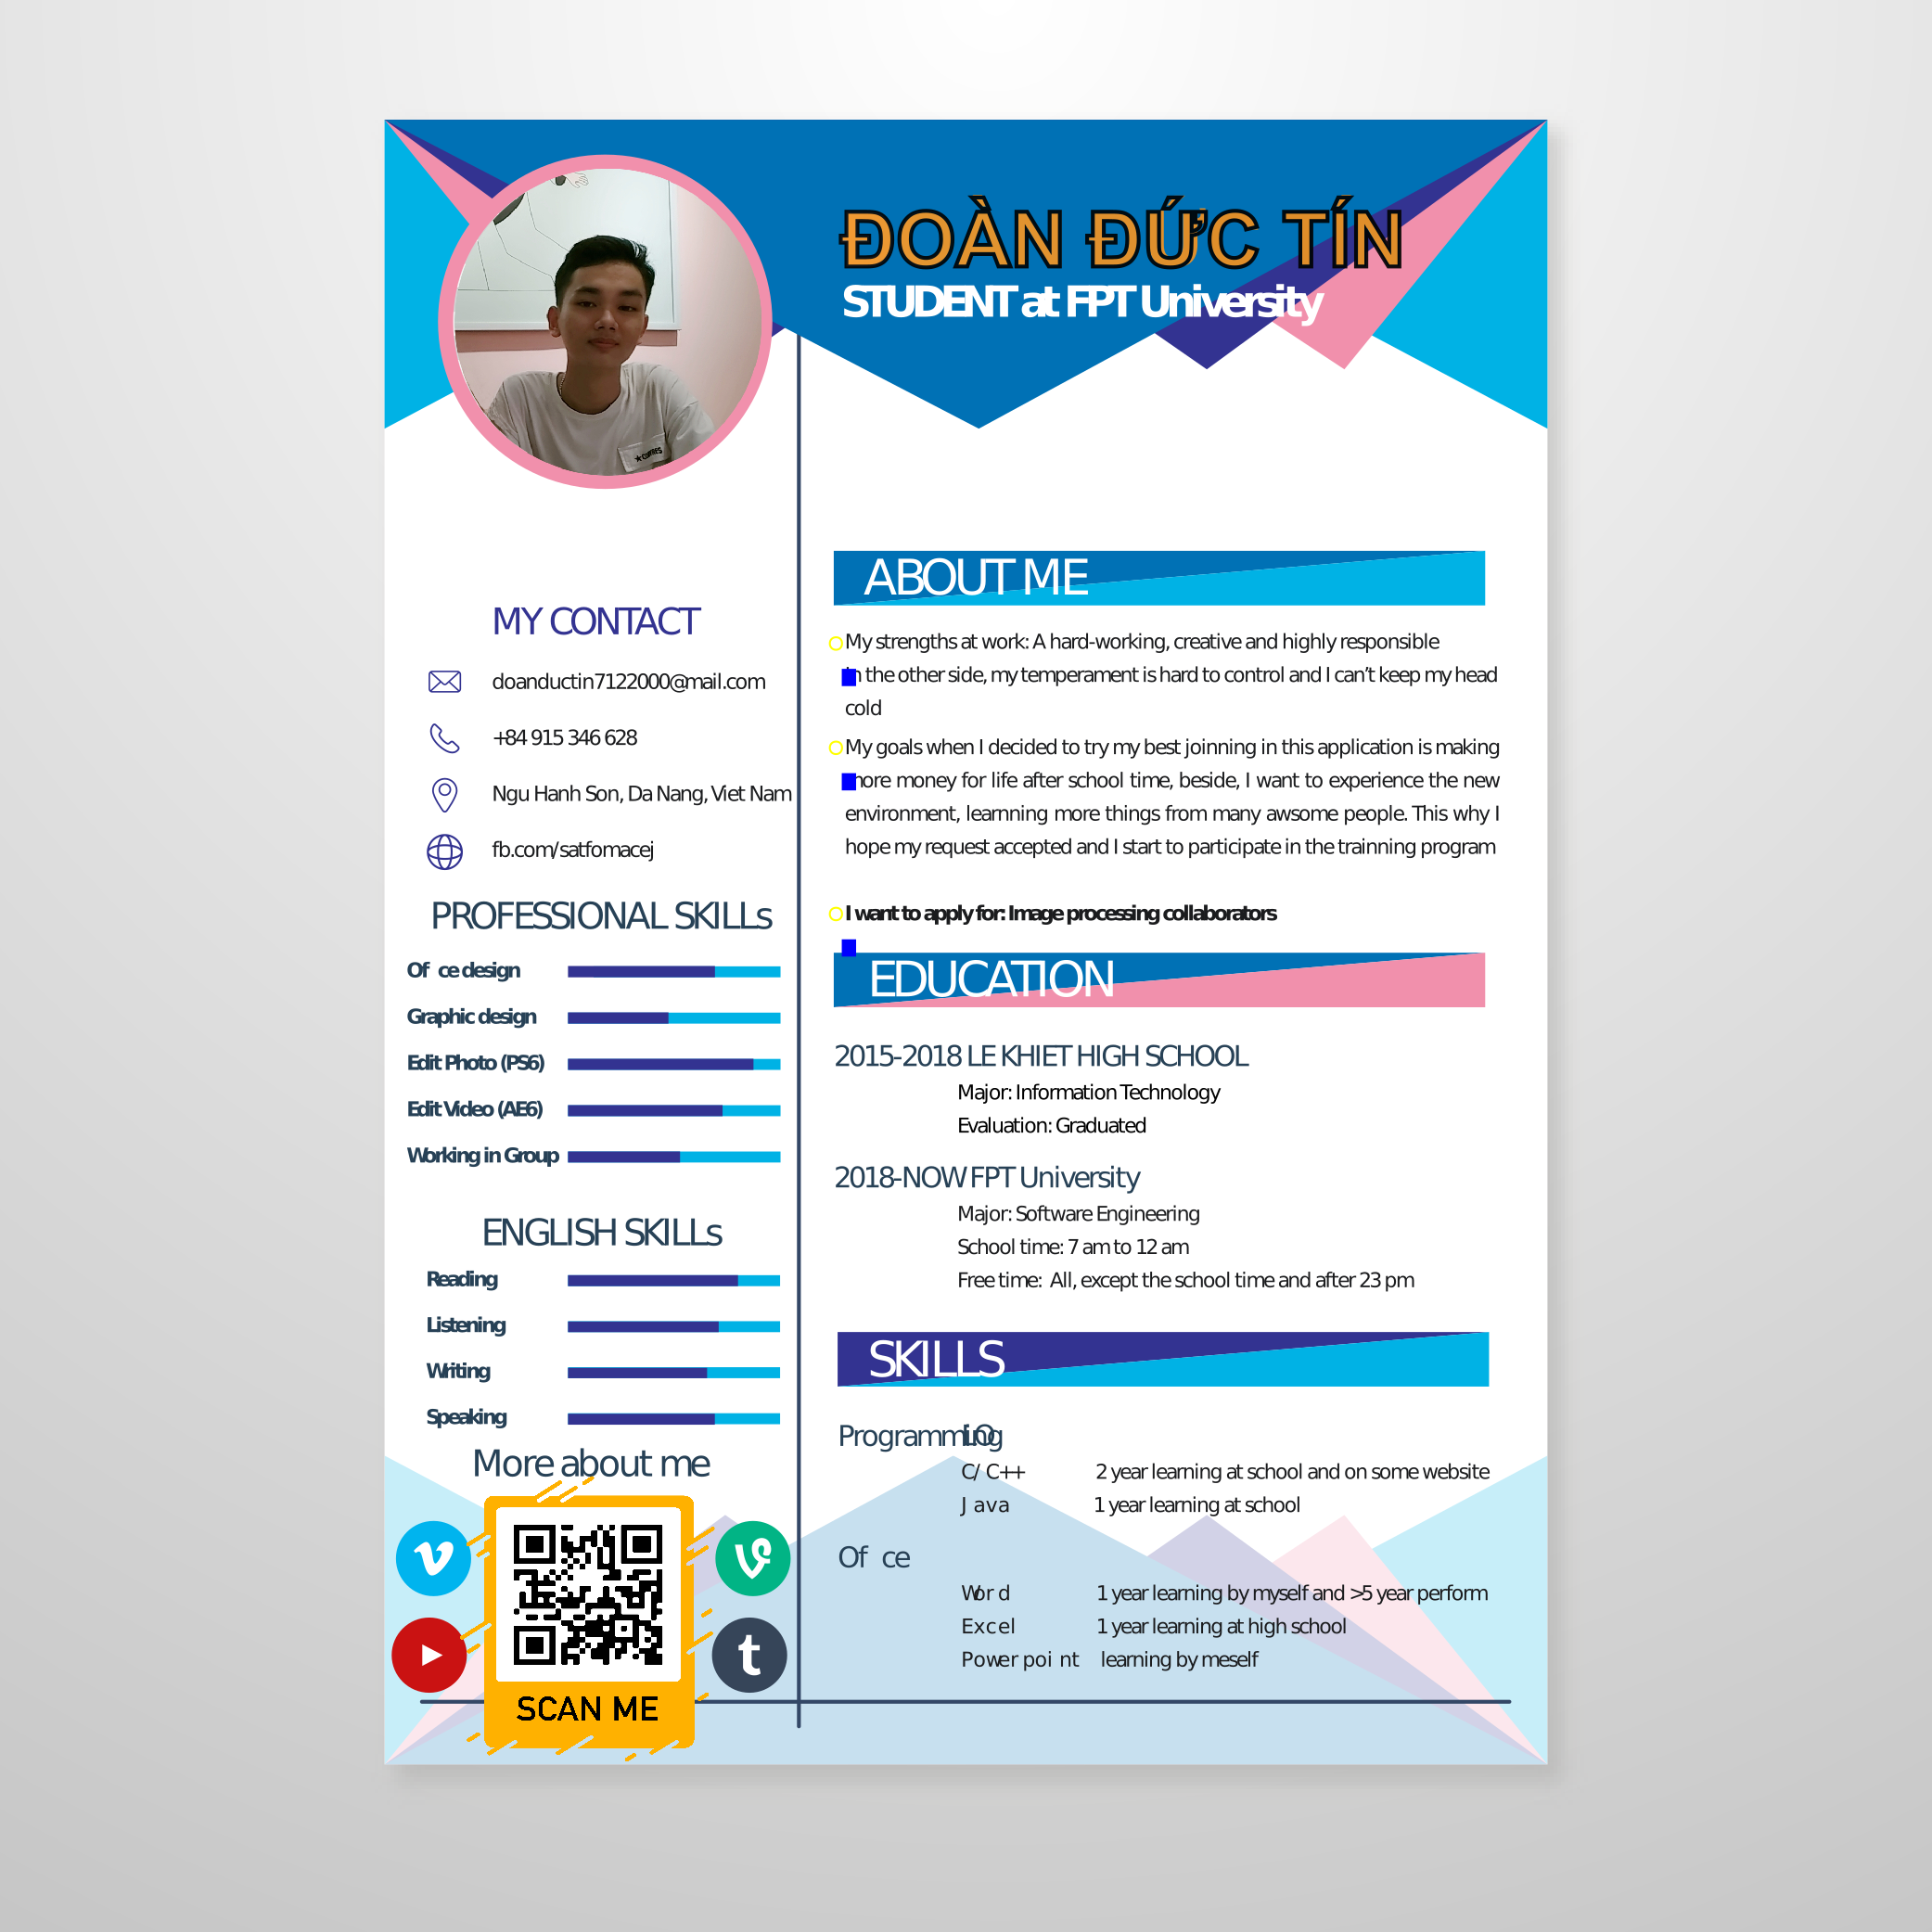 ĐOÀN ĐỨC TÍN
STUDENT at FPT University
MY CONTACT
doanductin7122000@mail.com
+84 915 346 628
Ngu Hanh Son, Da Nang, Viet Nam
fb.com/satfomacej
PROFESSIONAL SKILLs
Of ce design
Graphic design
Edit Photo (PS6)
Edit Video (AE6)
Working in Group
ENGLISH SKILLs
Reading
Listening
Writing
Speaking
More about me
SCAN ME
ABOUT ME
My strengths at work: A hard-working, creative and highly responsible
In the other side, my temperament is hard to control and I can’t keep my head
cold
My goals when I decided to try my best joinning in this application is making
more money for life after school time, beside, I want to experience the new
environment, learnning more things from many awsome people. This why I
hope my request accepted and I start to participate in the trainning program
I want to apply for: Image processing collaborators
EDUCATION
2015-2018 LE KHIET HIGH SCHOOL
Major: Information Technology
Evaluation: Graduated
2018-NOW FPT University
Major: Software Engineering
School time: 7 am to 12 am
Free time: All, except the school time and after 23 pm
SKILLS
Programming
C/ C++ 2 year learning at school and on some website
Java 1 year learning at school
Of ce
Word 1 year learning by myself and >5 year perform
Excel 1 year learning at high school
Powerpoint learning by meself